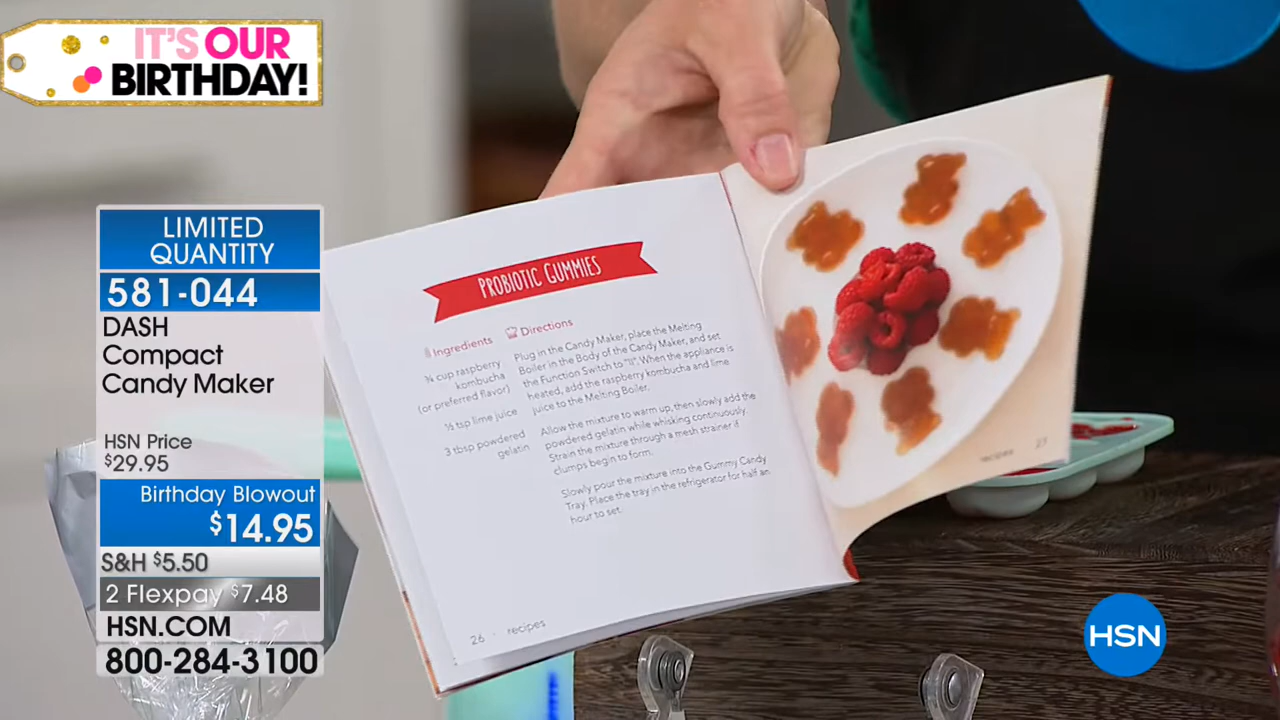 IT'S OUR
BIRTHDAY!
LIMITED
QUANTITY
581-044
DASH
Compact
Candy Maker
HSN Price
$29.95
Birthday Blowout
$14.95
S&H $5.50
2 Flexpay $7.48
HSN.COM
800-284-3100
PROBIOTIC GUMMIES
Ingredients
¾ cup raspberry
kombucha
(or preferred flavor)
tsp lime juice
3 tbsp powdered
gelatin
Directions
Plug in the Candy Maker, place the Melting
Boiler in the Body of the Candy Maker, and set
the Function Switch to "II". When the appliance is
heated, add the raspberry kombucha and lime
juice to the Melting Boiler.
Allow the mixture to warm up, then slowly add the
powdered gelatin while whisking continuously.
Strain the mixture through a mesh strainer if
clumps begin to form.
Slowly pour the mixture into the Gummy Candy
Tray. Place the tray in the refrigerator for half an
hour to set.
26 · recipes
recipes
HSN